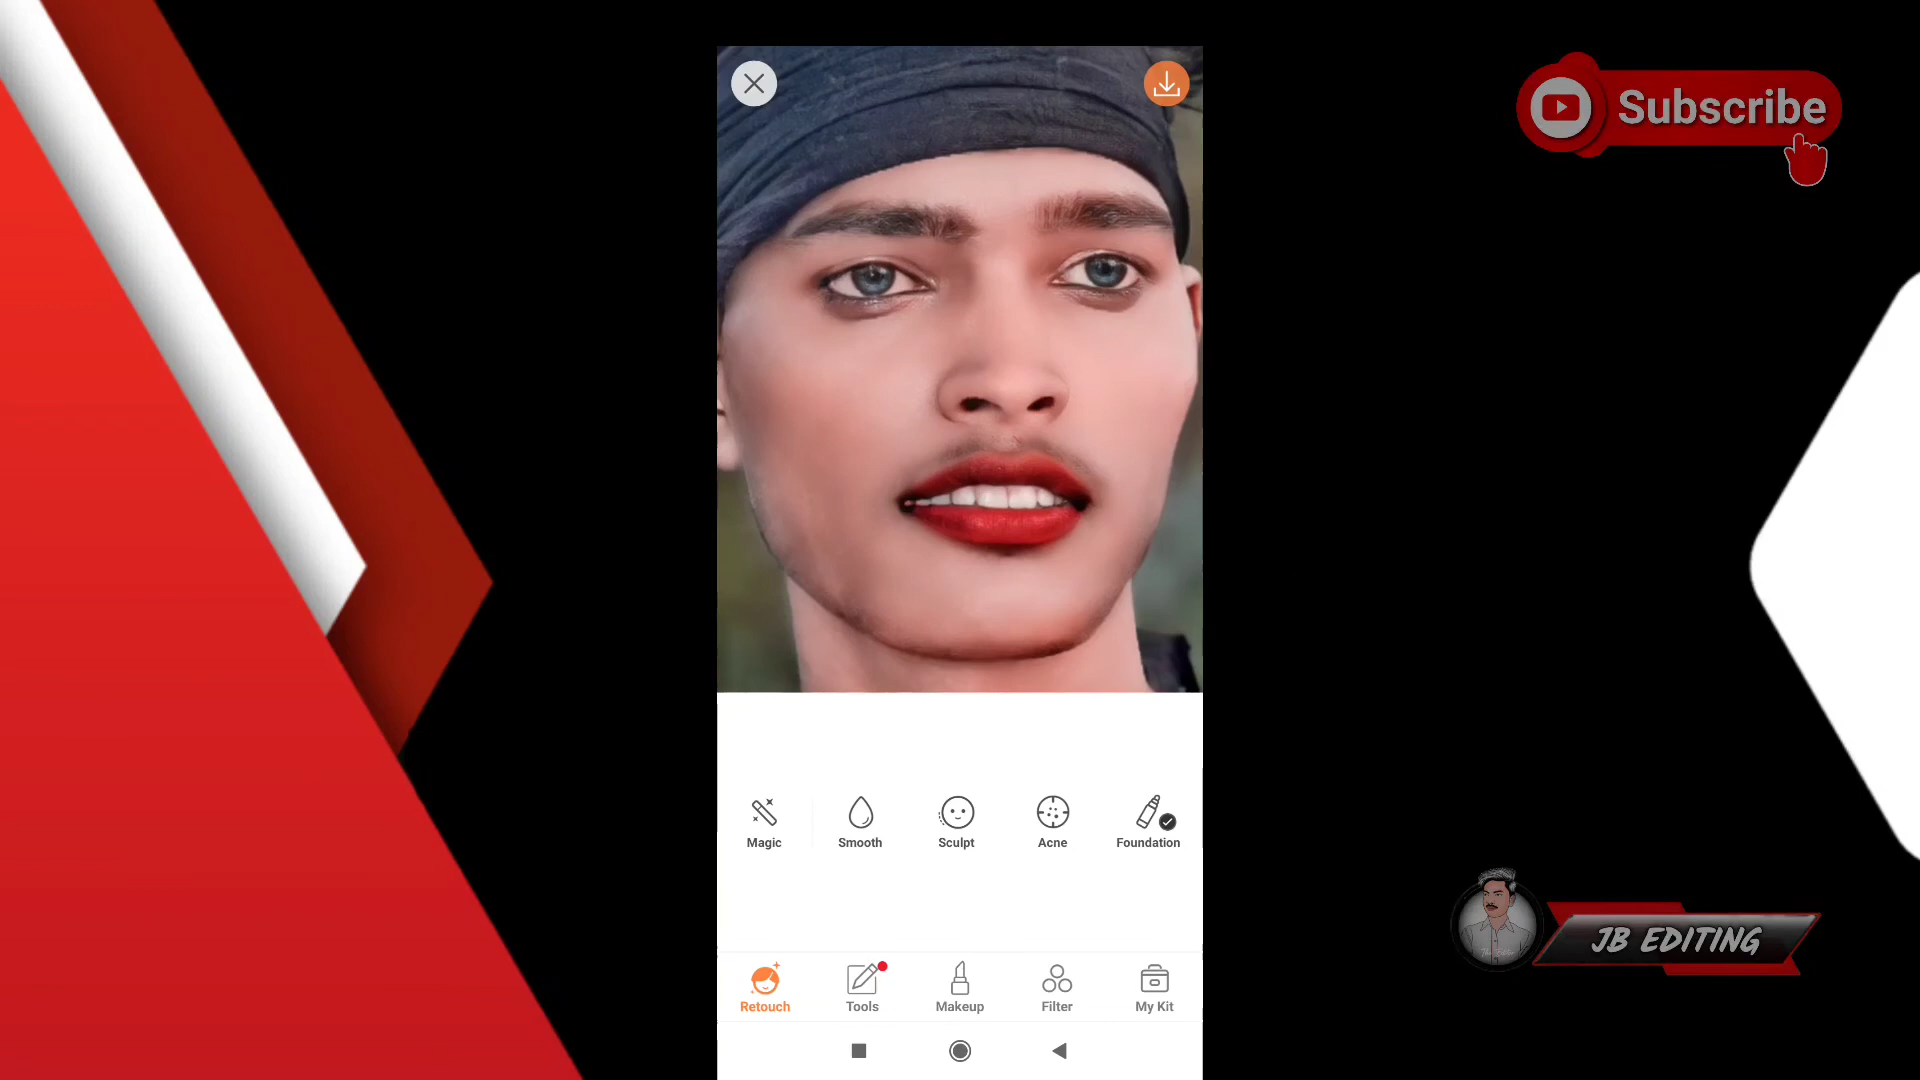 Subscribe
Magic
Smooth
Sculpt
Acne
Foundation
JB EDITING
Retouch
Tools
Makeup
Filter
My Kit